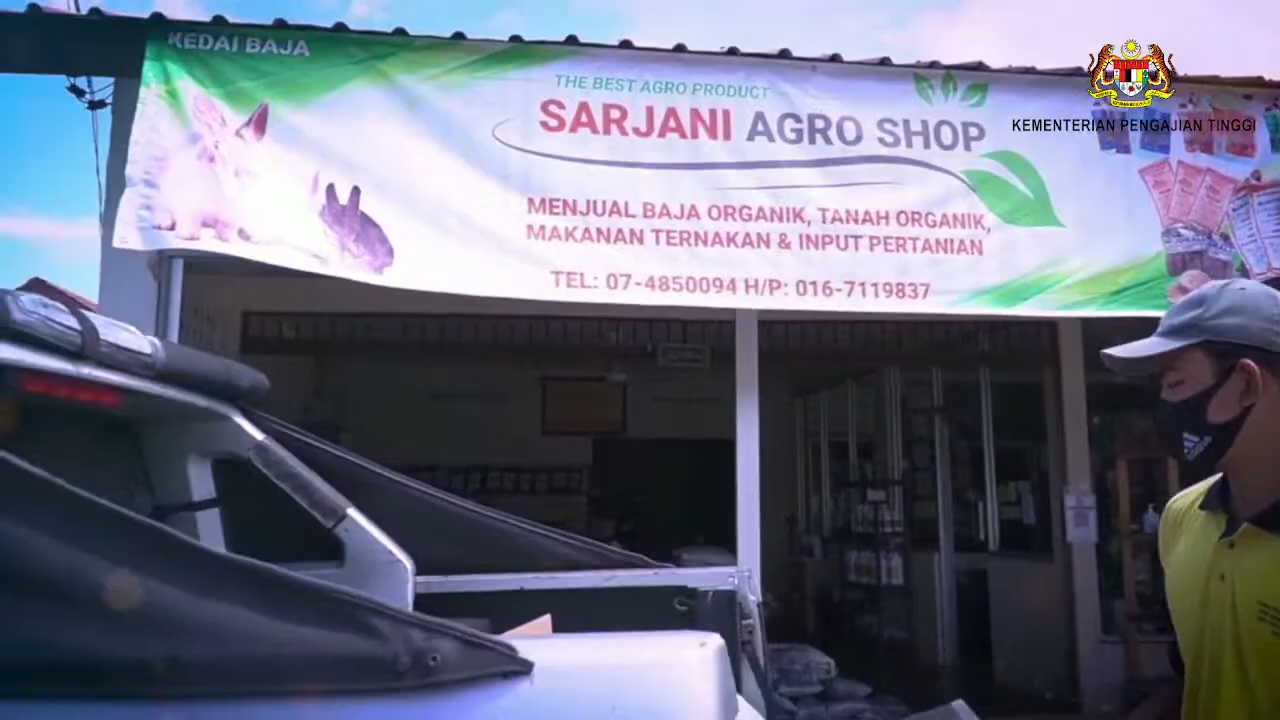 KEDAI BAJA
THE BEST AGRO PRODUCT
SARJANI AGRO SHOP
MENJUAL BAJA ORGANIK, TANAH ORGANIK,
MAKANAN TERNAKAN & INPUT PERTANIAN
TEL: 07-4850094 H/P: 016-7119837
KEMENTERIAN PENGAJIAN TINGGI
adidas